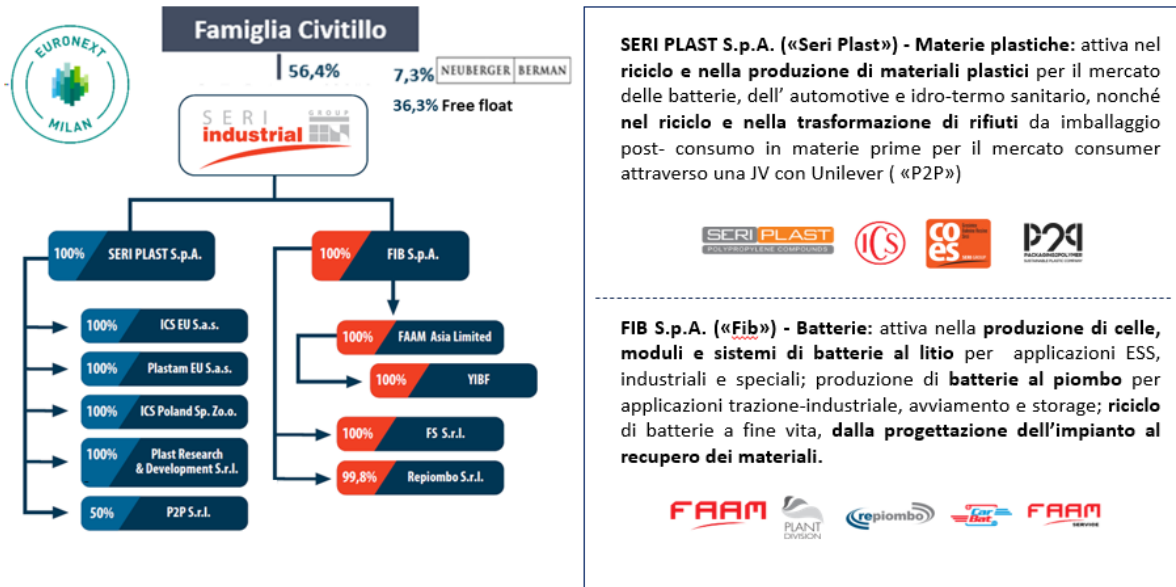 EURONEXT
MILAN
Famiglia Civitillo
56,4%
7,3% NEUBERGER BERMAN
36,3% Free float
SERI GROUP
industrial
100% SERI PLAST S.p.A.
100% FIB S.p.A.
100% ICS EU S.a.s.
100% Plastam EU S.a.s.
100% ICS Poland Sp. Zo.o.
100% Plast Research
& Development S.r.l.
50% P2P S.r.l.
100% FAAM Asia Limited
100% YIBF
100% FS S.r.l.
99,8% Repiombo S.r.l.
SERI PLAST S.p.A. («Seri Plast») - Materie plastiche: attiva nel
riciclo e nella produzione di materiali plastici per il mercato
delle batterie, dell’ automotive e idro-termo sanitario, nonché
nel riciclo e nella trasformazione di rifiuti da imballaggio
post- consumo in materie prime per il mercato consumer
attraverso una JV con Unilever ( «P2P»)
SERI PLAST
POLYPROPYLENE COMPOUNDS
ICS
co
es
SERI GROUP
P2P
PACKAGING2POLYMER
SUSTAINABLE PLASTIC COMPANY
FIB S.p.A. («Fib») - Batterie: attiva nella produzione di celle,
moduli e sistemi di batterie al litio per applicazioni ESS,
industriali e speciali; produzione di batterie al piombo per
applicazioni trazione-industriale, avviamento e storage; riciclo
di batterie a fine vita, dalla progettazione dell’impianto al
recupero dei materiali.
FAAM
PLANT
DIVISION
repiombo
Car
Bat
FAAM
SERVICE